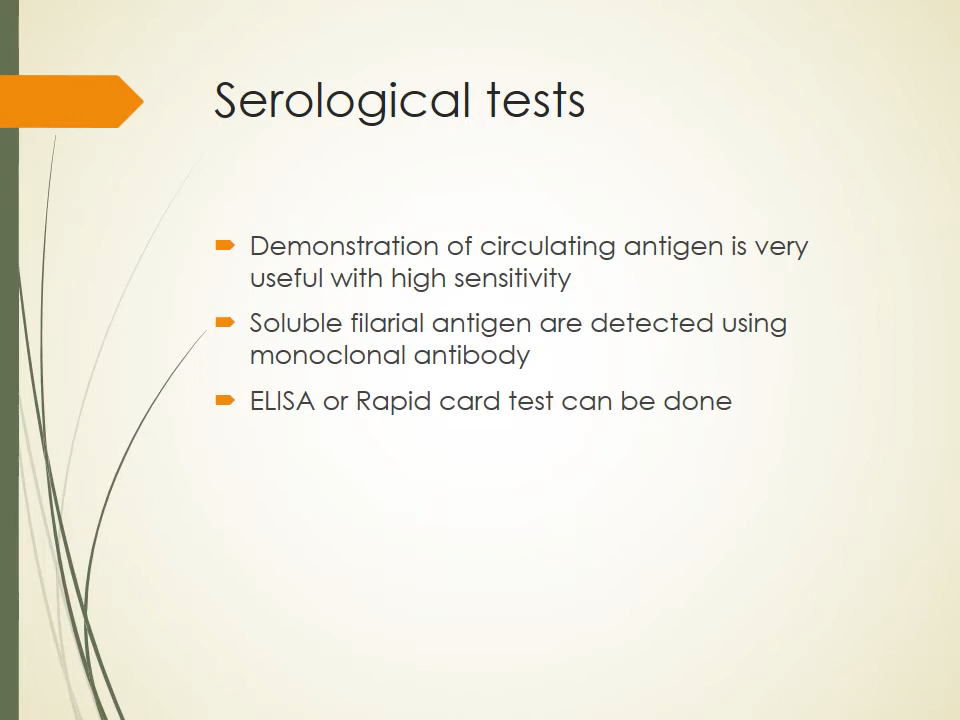 Serological tests
Demonstration of circulating antigen is very
useful with high sensitivity
Soluble filarial antigen are detected using
monoclonal antibody
ELISA or Rapid card test can be done